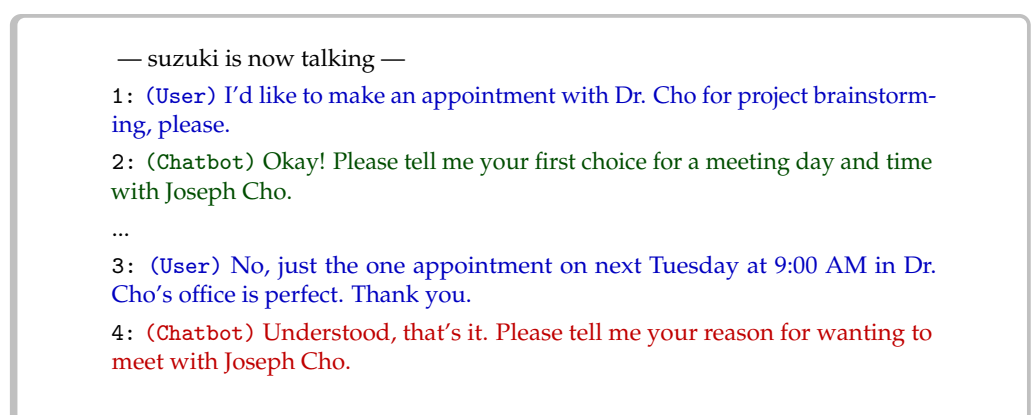 — suzuki is now talking —
1: (User) I'd like to make an appointment with Dr. Cho for project brainstorm-
ing, please.
2: (Chatbot) Okay! Please tell me your first choice for a meeting day and time
with Joseph Cho.
...
3: (User) No, just the one appointment on next Tuesday at 9:00 AM in Dr.
Cho's office is perfect. Thank you.
4: (Chatbot) Understood, that's it. Please tell me your reason for wanting to
meet with Joseph Cho.